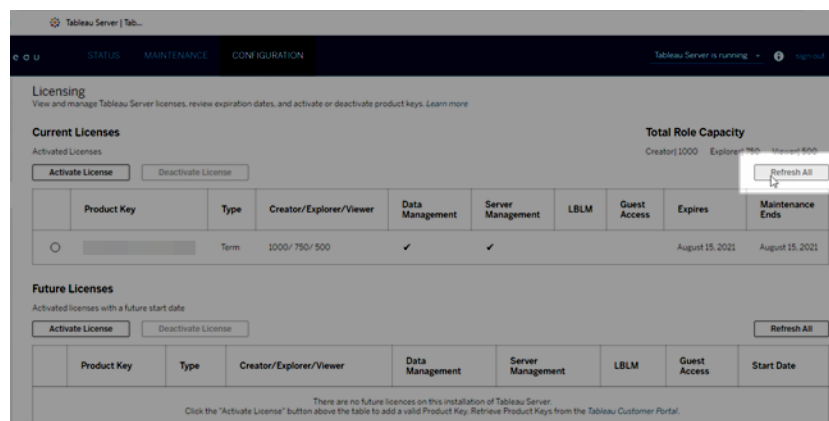 Tableau Server | Tab...
e a u STATUS MAINTENANCE CONFIGURATION Tableau Server is running sign out
Licensing
View and manage Tableau Server licenses, review expiration dates, and activate or deactivate product keys. Learn more
Current Licenses Total Role Capacity
Activated Licenses Creator| 1000 Explorer| 750 Viewer| 500
Activate License Deactivate License Refresh All
Product Key Type Creator/Explorer/Viewer Data Management Server Management LBLM Guest Access Expires Maintenance Ends
Term 1000/ 750/ 500 ✔ ✔ August 15, 2021 August 15, 2021
Future Licenses
Activated licenses with a future start date
Activate License Deactivate License Refresh All
Product Key Type Creator/Explorer/Viewer Data Management Server Management LBLM Guest Access Start Date
There are no future licences on this installation of Tableau Server.
Click the "Activate License" button above the table to add a valid Product Key. Retrieve Product Keys from the Tableau Customer Portal.